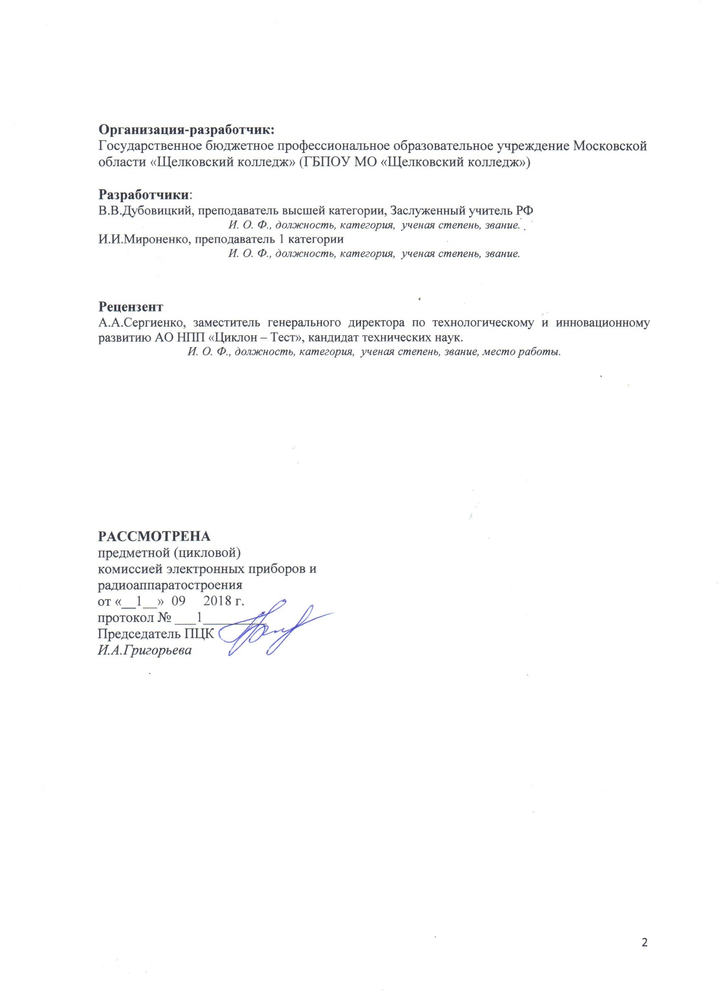 Организация-разработчик:
Государственное бюджетное профессиональное образовательное учреждение Московской
области «Щелковский колледж» (ГБПОУ МО «Щелковский колледж»)
Разработчики:
В.В.Дубовицкий, преподаватель высшей категории, Заслуженный учитель РФ
И. О. Ф., должность, категория, ученая степень, звание.
И.И.Мироненко, преподаватель 1 категории
И. О. Ф., должность, категория, ученая степень, звание.
Рецензент
А.А.Сергиенко, заместитель генерального директора по технологическому и инновационному
развитию АО НПП «Циклон – Тест», кандидат технических наук.
И. О. Ф., должность, категория, ученая степень, звание, место работы.
РАССМОТРЕНА
предметной (цикловой)
комиссией электронных приборов и
радиоаппаратостроения
от «__1__» 09 2018 г.
протокол № ___1_________
Председатель ПЦК
И.А.Григорьева
2